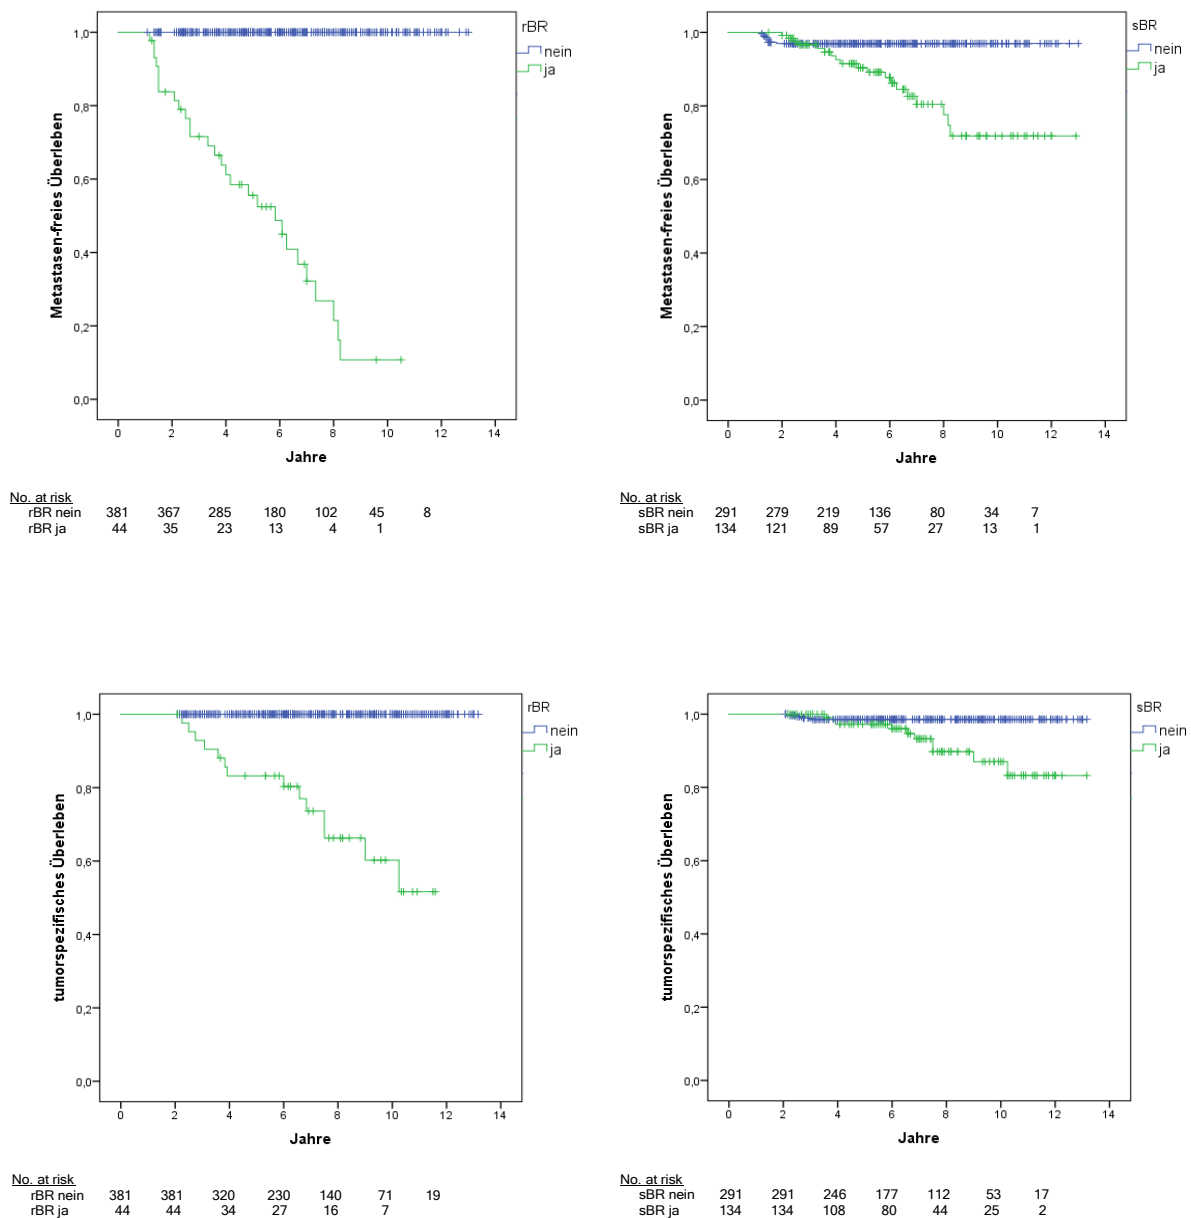 rBR
nein
ja
1,0
0,8
0,6
0,4
0,2
0,0
Metastasen-freies Überleben
0 2 4 6 8 10 12 14
Jahre
No. at risk
rBR nein 381 367 285 180 102 45 8
rBR ja 44 35 23 13 4 1
sBR
nein
ja
1,0
0,8
0,6
0,4
0,2
0,0
Metastasen-freies Überleben
0 2 4 6 8 10 12 14
Jahre
No. at risk
sBR nein 291 279 219 136 80 34 7
sBR ja 134 121 89 57 27 13 1
rBR
nein
ja
1,0
0,8
0,6
0,4
0,2
0,0
tumorspezifisches Überleben
0 2 4 6 8 10 12 14
Jahre
No. at risk
rBR nein 381 381 320 230 140 71 19
rBR ja 44 44 34 27 16 7
sBR
nein
ja
1,0
0,8
0,6
0,4
0,2
0,0
tumorspezifisches Überleben
0 2 4 6 8 10 12 14
Jahre
No. at risk
sBR nein 291 291 246 177 112 53 17
sBR ja 134 134 108 80 44 25 2